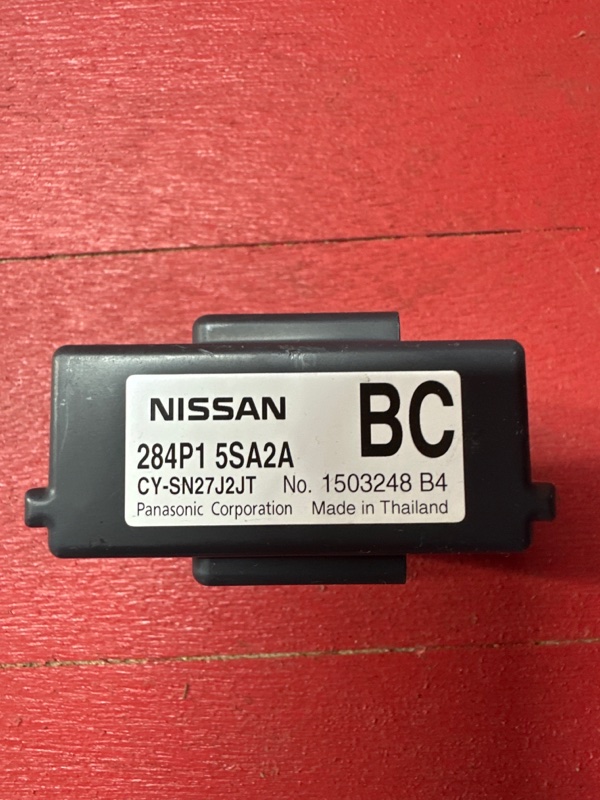 NISSAN BC
284P1 5SA2A
CY-SN27J2JT No. 1503248 B4
Panasonic Corporation Made in Thailand